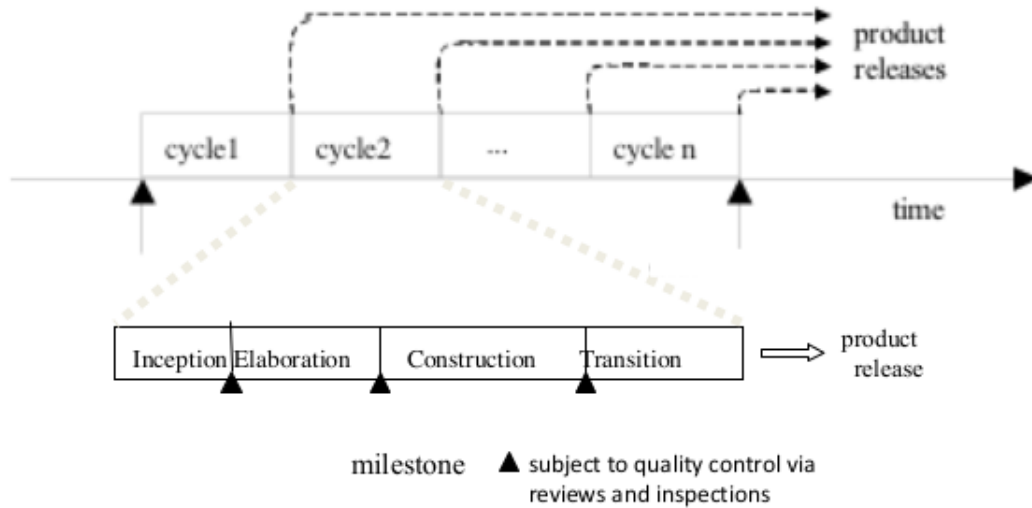 product
releases
cycle1 cycle2 ... cycle n
time
Inception Elaboration Construction Transition
product
release
milestone subject to quality control via
reviews and inspections